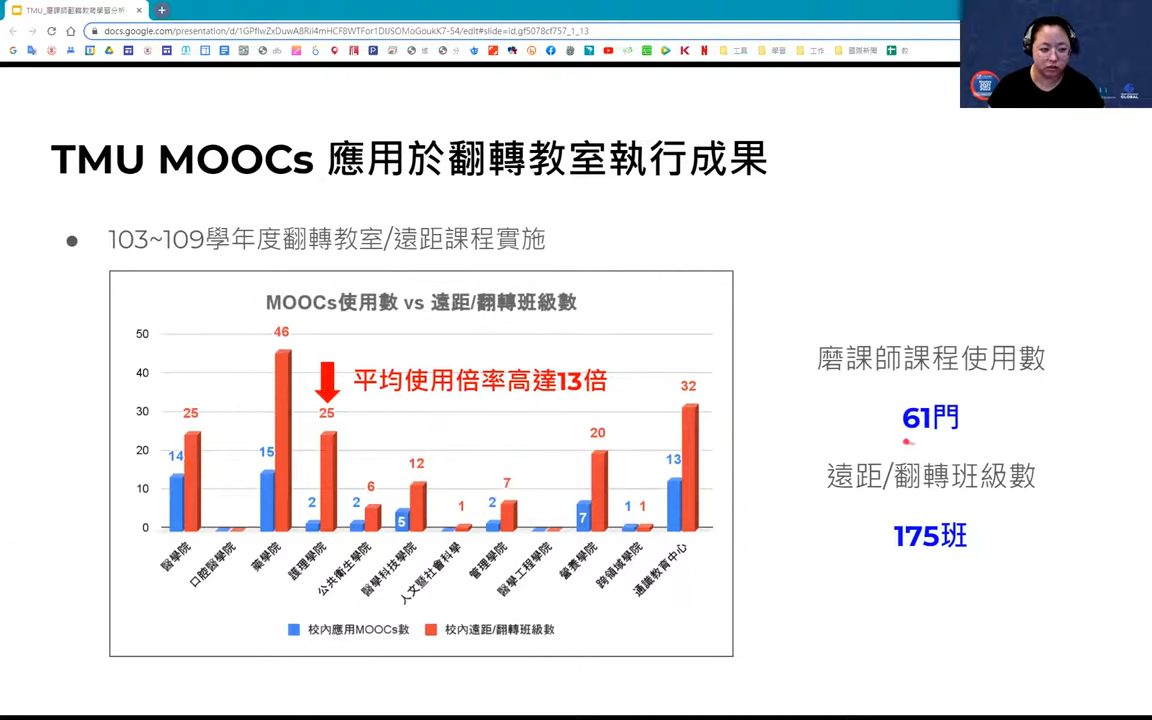 TMU_磨課師翻轉教育學習分析
docs.google.com/presentation/d/1GPflwZxDuwA8Rli4mHCF8WTFor1DIJSOMoGoukK7-54/edit#slide=id.gf5078cf757_1_13
工具 學習 工作 國際新聞 教
GLOBAL
TMU MOOCs 應用於翻轉教室執行成果
● 103~109學年度翻轉教室/遠距課程實施
MOOCs使用數 vs 遠距/翻轉班級數
平均使用倍率高達13倍
50
40
30
20
10
0
14 25
15 46
2 25
2 6
5 12
1
2 7
7 20
1 1
13 32
醫學院
口腔醫學院
藥學院
護理學院
公共衛生學院
醫學科技學院
人文暨社會科學
管理學院
醫學工程學院
營養學院
跨領域學院
通識教育中心
校內應用MOOCs數 校內遠距/翻轉班級數
磨課師課程使用數
61門
遠距/翻轉班級數
175班